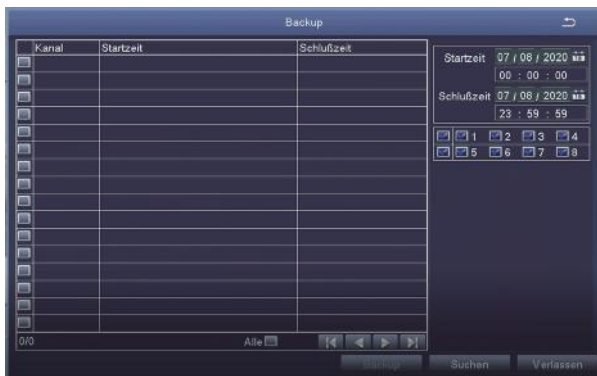 Backup
Kanal Startzeit Schlußzeit
Startzeit 07 / 08 / 2020
00 : 00 : 00
Schlußzeit 07 / 08 / 2020
23 : 59 : 59
1 2 3 4
5 6 7 8
0/0 Alle
Backup Suchen Verlassen